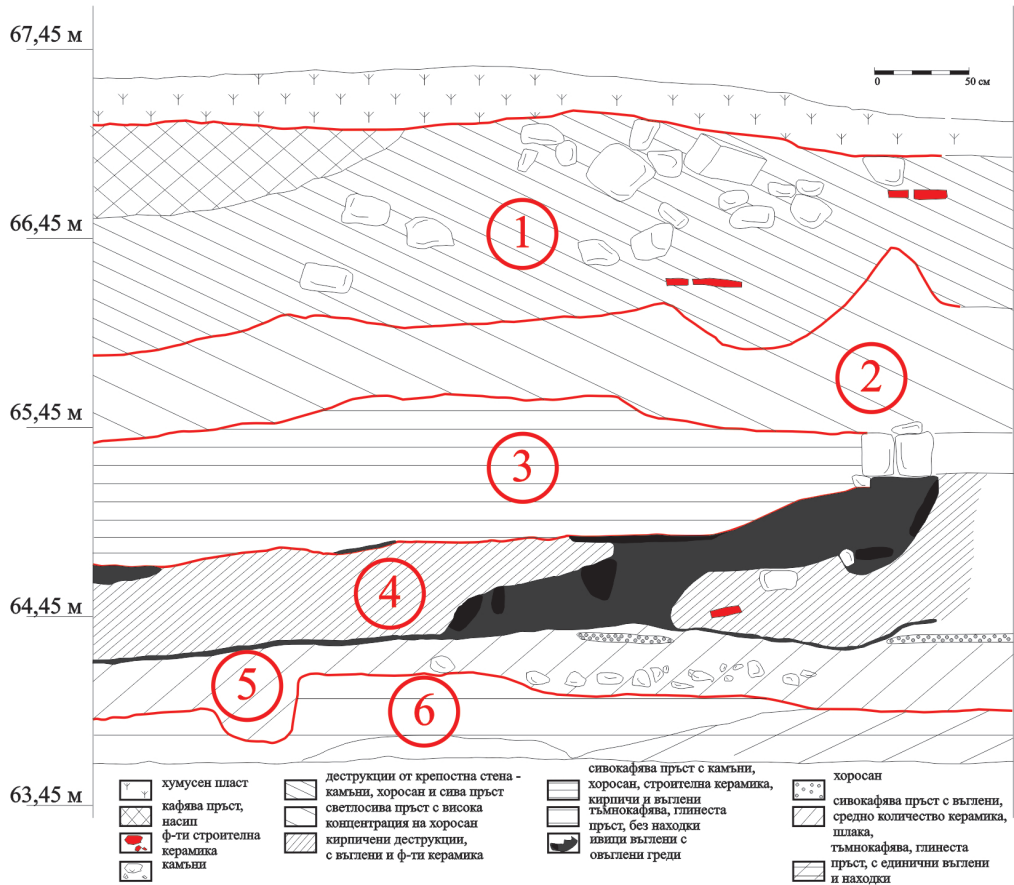 67,45 м
50 см
66,45 м
1
2
65,45 м
3
4
64,45 м
5
6
63,45 м
хумусен пласт
кафява пръст,
насип
ф-ти строителна
керамика
камъни
деструкции от крепостна стена -
камъни, хоросан и сива пръст
светлосива пръст с висока
концентрация на хоросан
кирпичени деструкции,
с въглени и ф-ти керамика
сивокафява пръст с камъни,
хоросан, строителна керамика,
кирпичи и въглени
тъмнокафява, глинеста
пръст, без находки
ивици въглени с
овъглени греди
хоросан
сивокафява пръст с въглени,
средно количество керамика,
шлака,
тъмнокафява, глинеста
пръст, с единични въглени
и находки